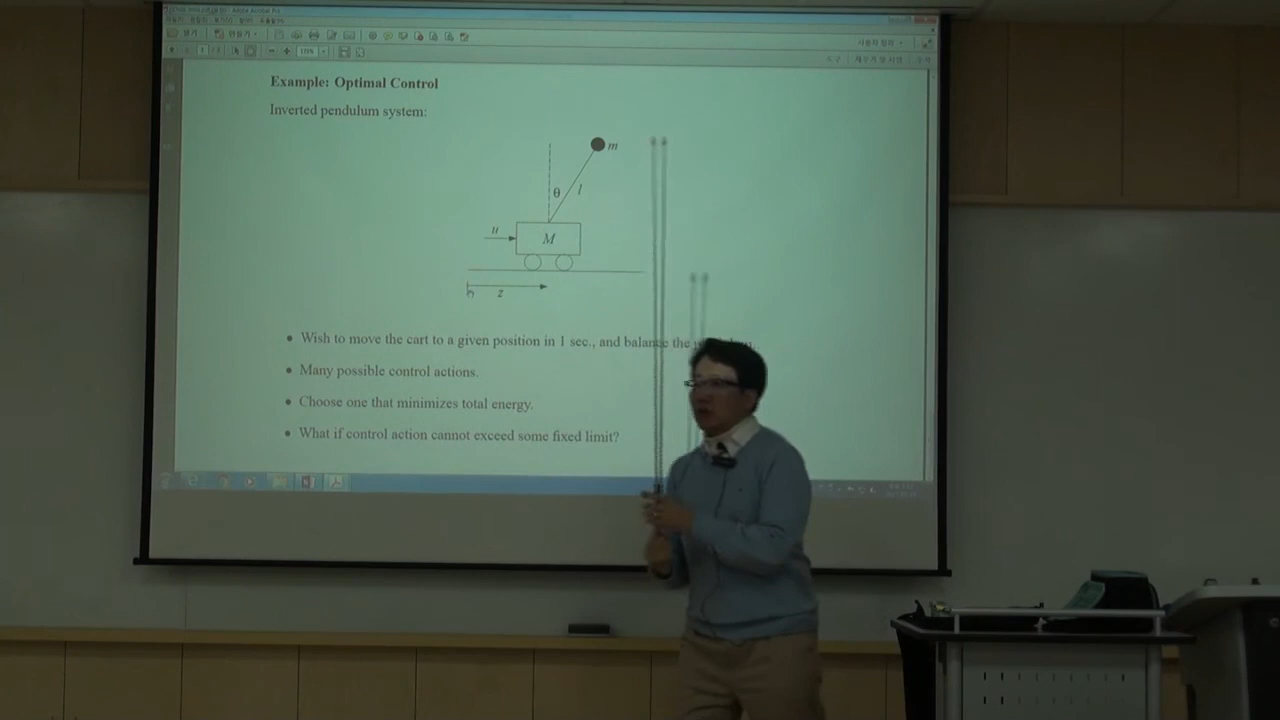 Example: Optimal Control
Inverted pendulum system:
m
θ
l
u
M
z
• Wish to move the cart to a given position in 1 sec., and balance the
• Many possible control actions.
• Choose one that minimizes total energy.
• What if control action cannot exceed some fixed limit?